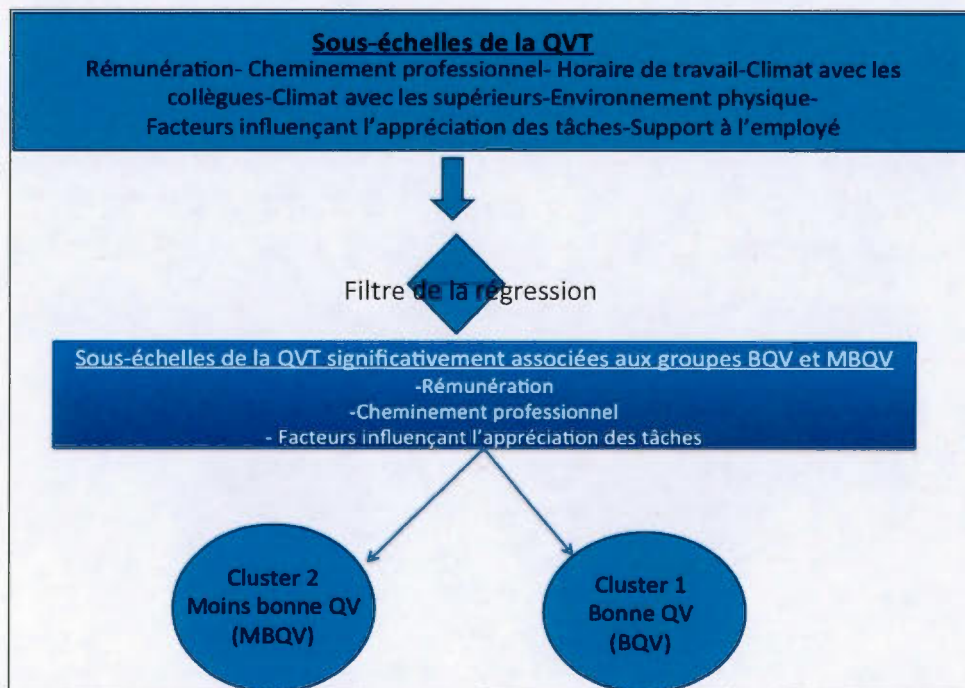 Sous-échelles de la QVT
Rémunération- Cheminement professionnel- Horaire de travail-Climat avec les
collègues-Climat avec les supérieurs-Environnement physique-
Facteurs influençant l'appréciation des tâches-Support à l'employé
Filtre de la régression
Sous-échelles de la QVT significativement associées aux groupes BQV et MBQV
-Rémunération
-Cheminement professionnel
- Facteurs influençant l'appréciation des tâches
Cluster 2
Moins bonne QV
(MBQV)
Cluster 1
Bonne QV
(BQV)